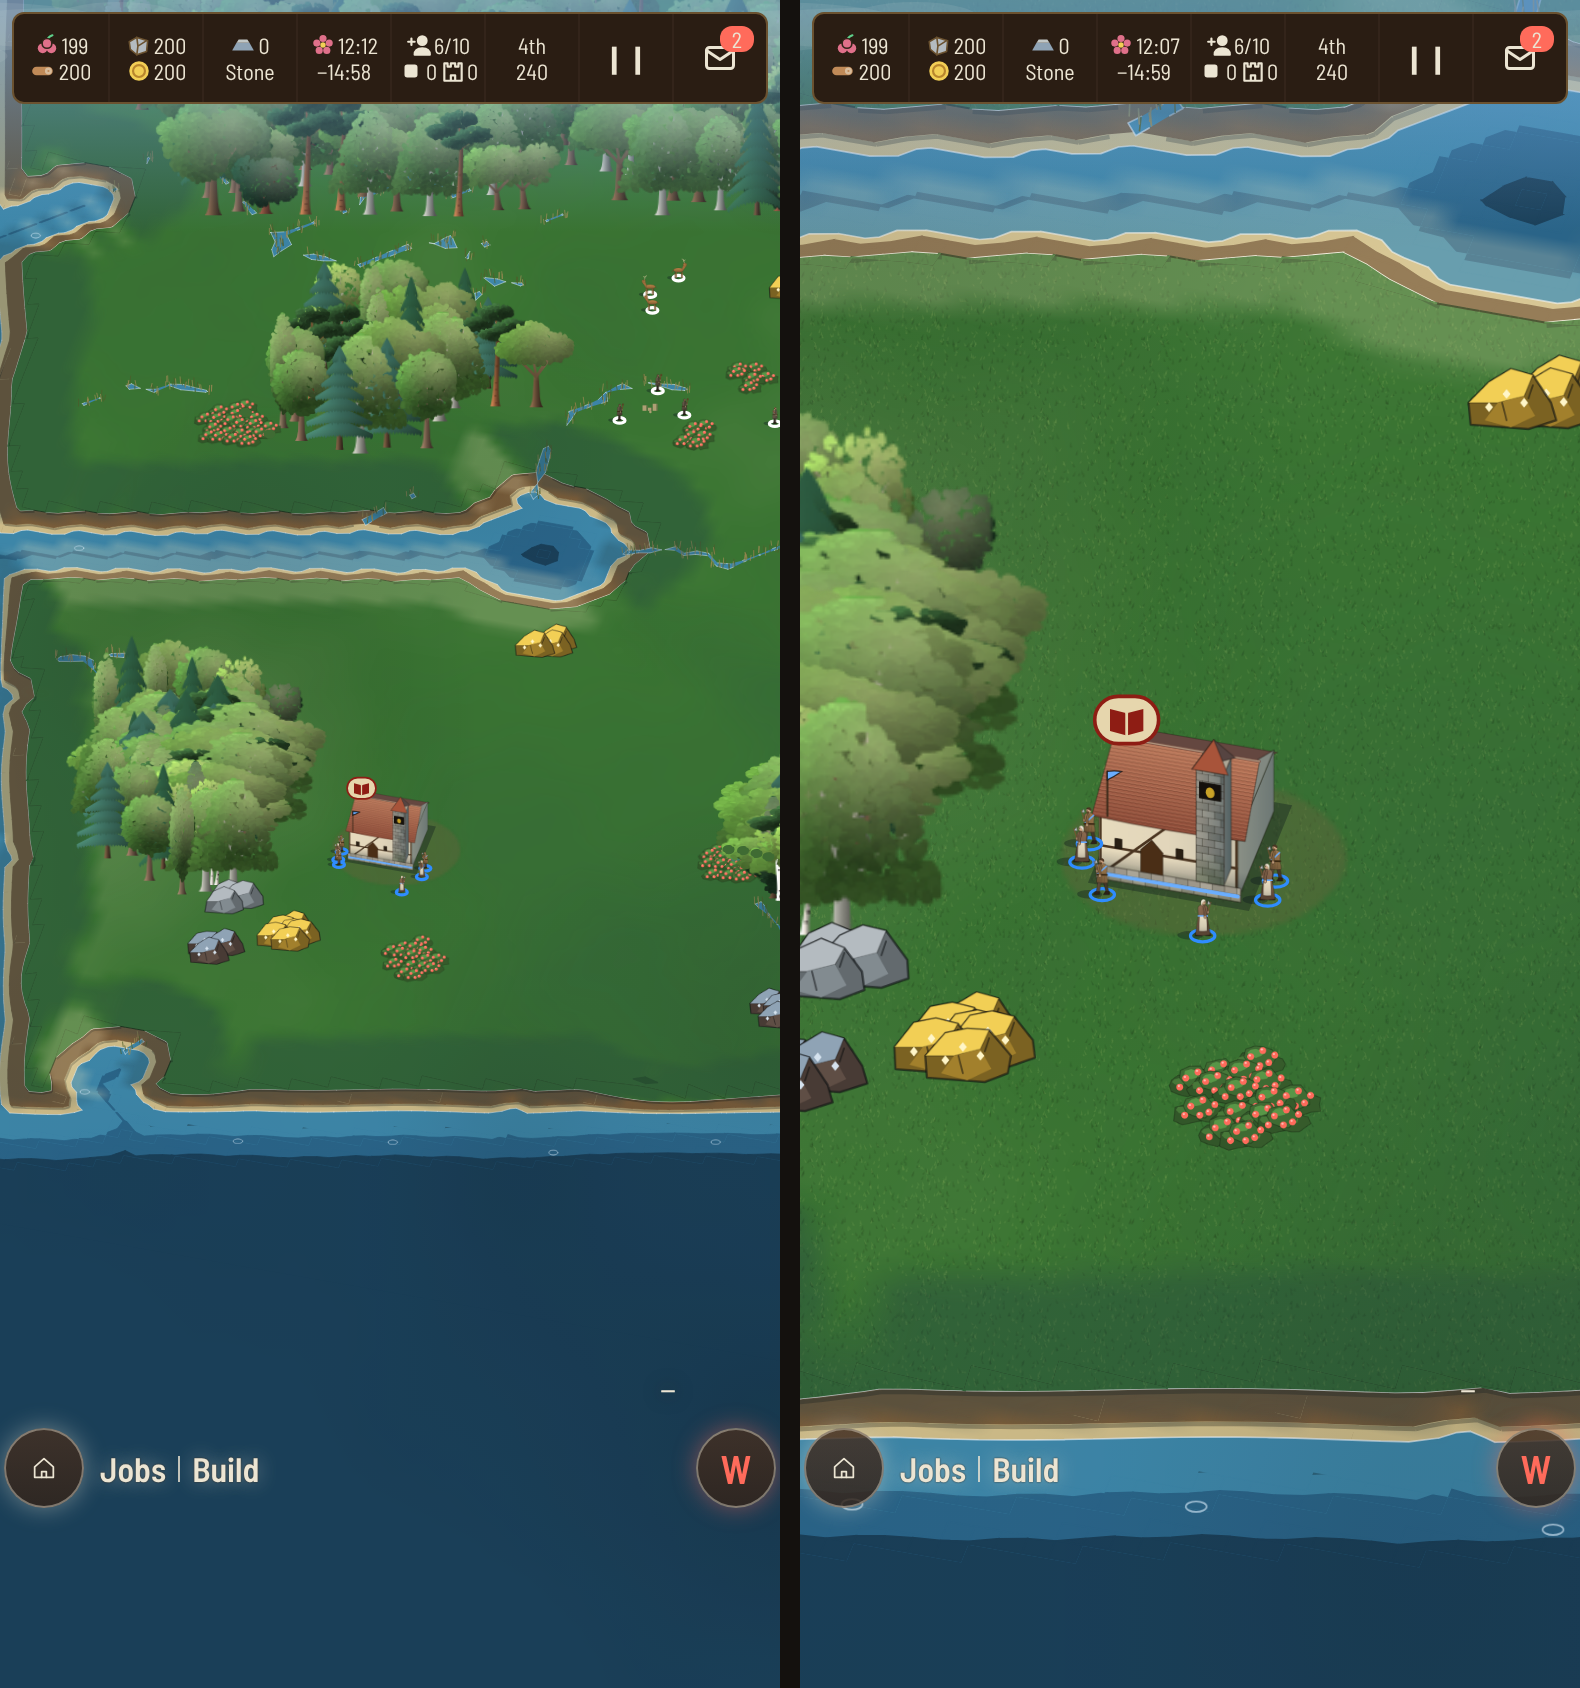 199 200 0 12:12 6/10 4th 2
200 200 Stone −14:58 0 0 240
Jobs | Build W
199 200 0 12:07 6/10 4th 2
200 200 Stone −14:59 0 0 240
Jobs | Build W